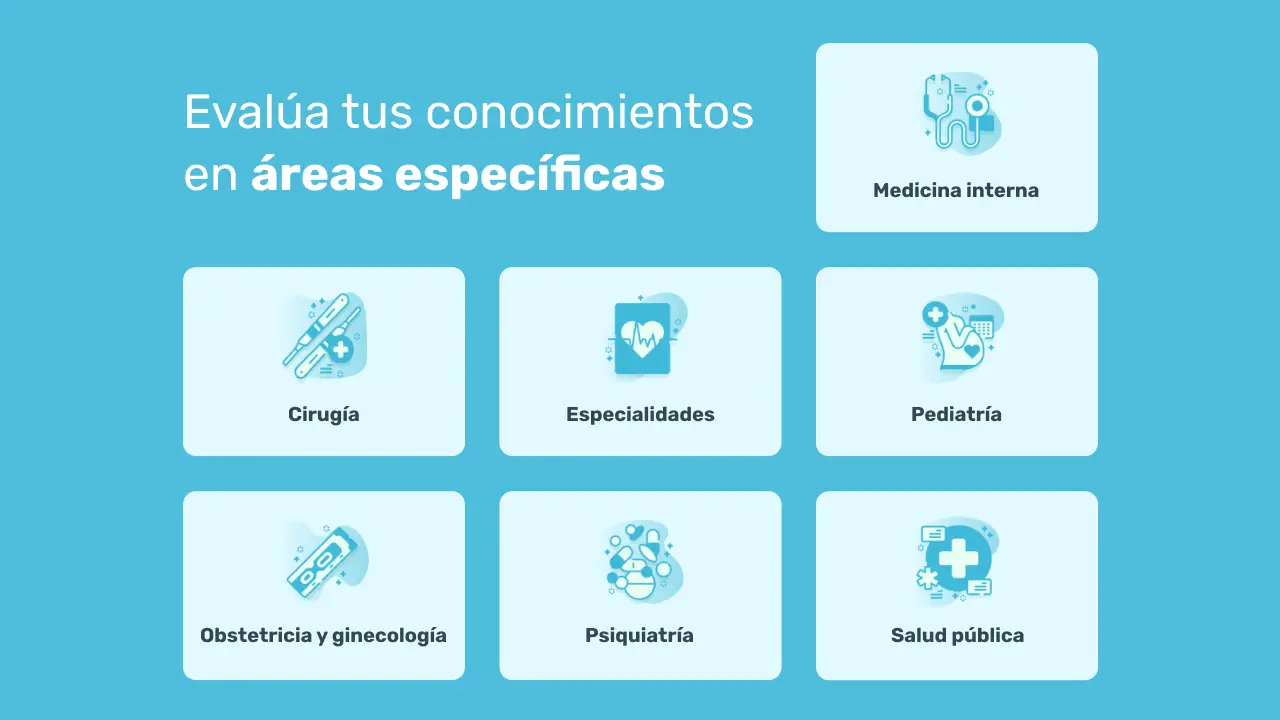 Evalúa tus conocimientos
en áreas específicas
Medicina interna
Cirugía
Especialidades
Pediatría
Obstetricia y ginecología
Psiquiatría
Salud pública